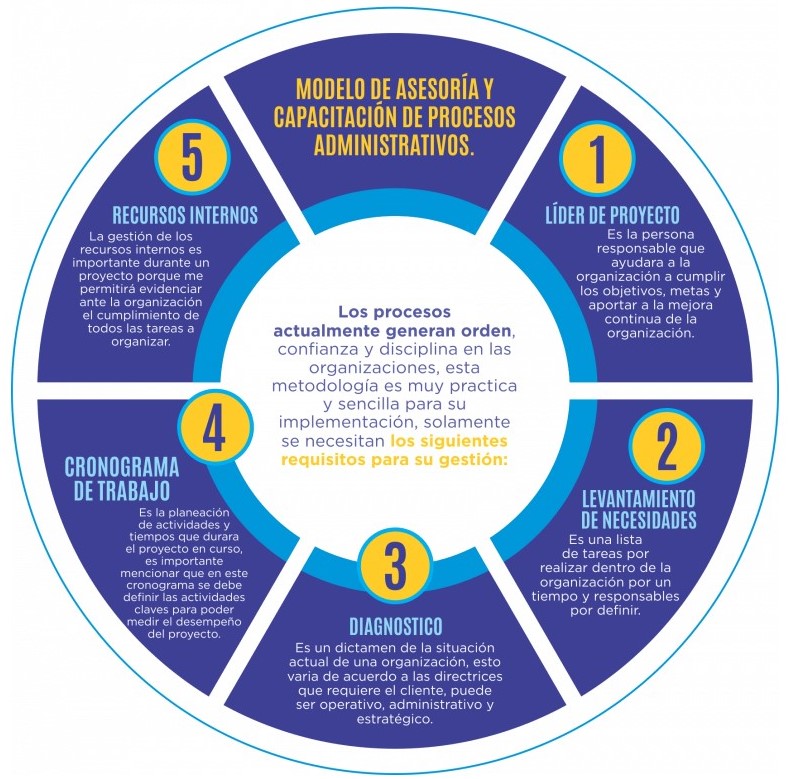 MODELO DE ASESORÍA Y
CAPACITACIÓN DE PROCESOS
ADMINISTRATIVOS.
1
LÍDER DE PROYECTO
Es la persona
responsable que
ayudara a la
organización a cumplir
los objetivos, metas y
aportar a la mejora
continua de la
organización.
2
LEVANTAMIENTO
DE NECESIDADES
Es una lista
de tareas por
realizar dentro de la
organización por un
tiempo y responsables
por definir.
3
DIAGNOSTICO
Es un dictamen de la situación
actual de una organización, esto
varia de acuerdo a las directrices
que requiere el cliente, puede
ser operativo, administrativo y
estratégico.
4
CRONOGRAMA
DE TRABAJO
Es la planeación
de actividades y
tiempos que durara
el proyecto en curso,
es importante
mencionar que en este
cronograma se debe
definir las actividades
claves para poder
medir el desempeño
del proyecto.
5
RECURSOS INTERNOS
La gestión de los
recursos internos es
importante durante un
proyecto porque me
permitirá evidenciar
ante la organización
el cumplimiento de
todos las tareas a
organizar.
Los procesos
actualmente generan orden,
confianza y disciplina en las
organizaciones, esta
metodología es muy practica
y sencilla para su
implementación, solamente
se necesitan los siguientes
requisitos para su gestión: